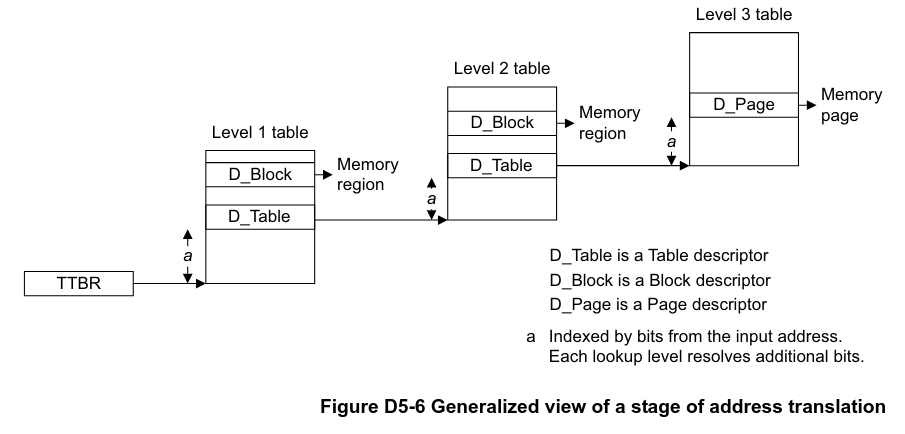 Level 3 table
D_Page
Memory
page
a
Level 2 table
D_Block
Memory
region
D_Table
a
Level 1 table
D_Block
Memory
region
D_Table
a
TTBR
D_Table is a Table descriptor
D_Block is a Block descriptor
D_Page is a Page descriptor
a Indexed by bits from the input address.
Each lookup level resolves additional bits.
Figure D5-6 Generalized view of a stage of address translation